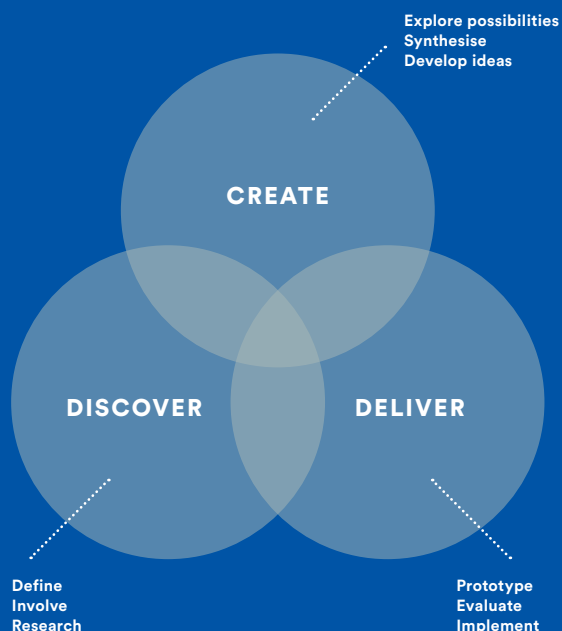 Explore possibilities
Synthesise
Develop ideas
CREATE
DISCOVER
DELIVER
Define
Involve
Research
Prototype
Evaluate
Implement